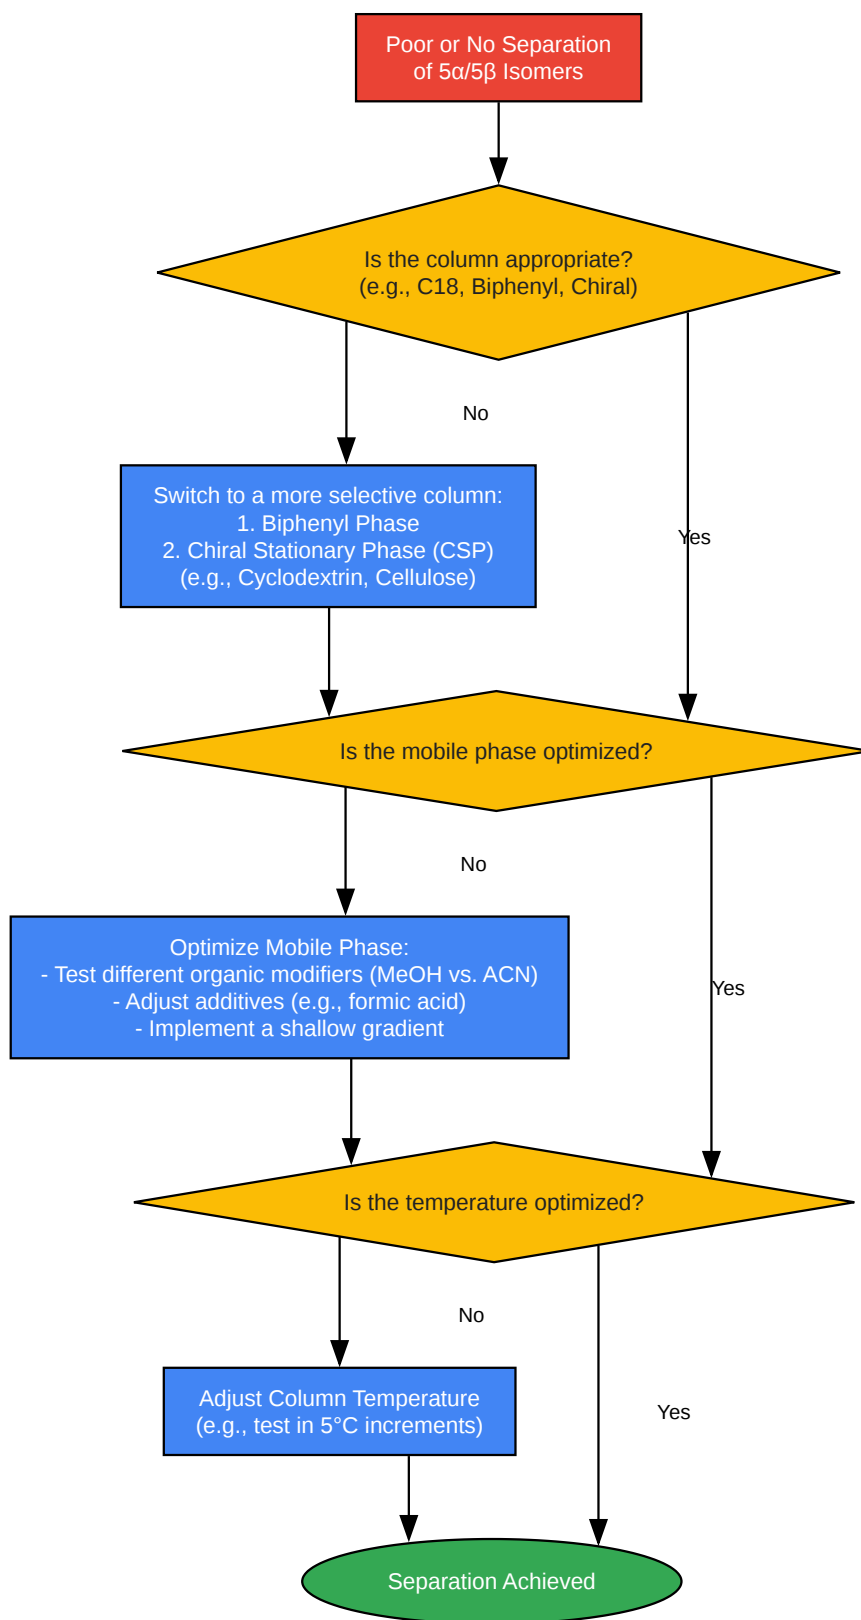 Poor or No Separation
of 5α/5β Isomers
Is the column appropriate?
(e.g., C18, Biphenyl, Chiral)
No
Switch to a more selective column:
1. Biphenyl Phase
2. Chiral Stationary Phase (CSP)
(e.g., Cyclodextrin, Cellulose)
Yes
Is the mobile phase optimized?
No
Optimize Mobile Phase:
- Test different organic modifiers (MeOH vs. ACN)
- Adjust additives (e.g., formic acid)
- Implement a shallow gradient
Yes
Is the temperature optimized?
No
Adjust Column Temperature
(e.g., test in 5°C increments)
Yes
Separation Achieved